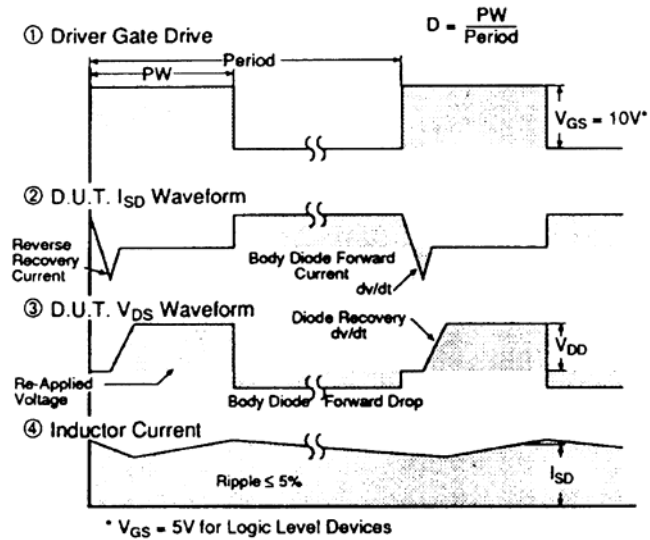 ① Driver Gate Drive
D = PW
Period
Period
PW
VGS = 10V*
② D.U.T. ISD Waveform
Reverse
Recovery
Current
Body Diode Forward
Current
dv/dt
③ D.U.T. VDS Waveform
Diode Recovery
dv/dt
VDD
Re-Applied
Voltage
Body Diode Forward Drop
④ Inductor Current
Ripple ≤ 5%
ISD
* VGS = 5V for Logic Level Devices